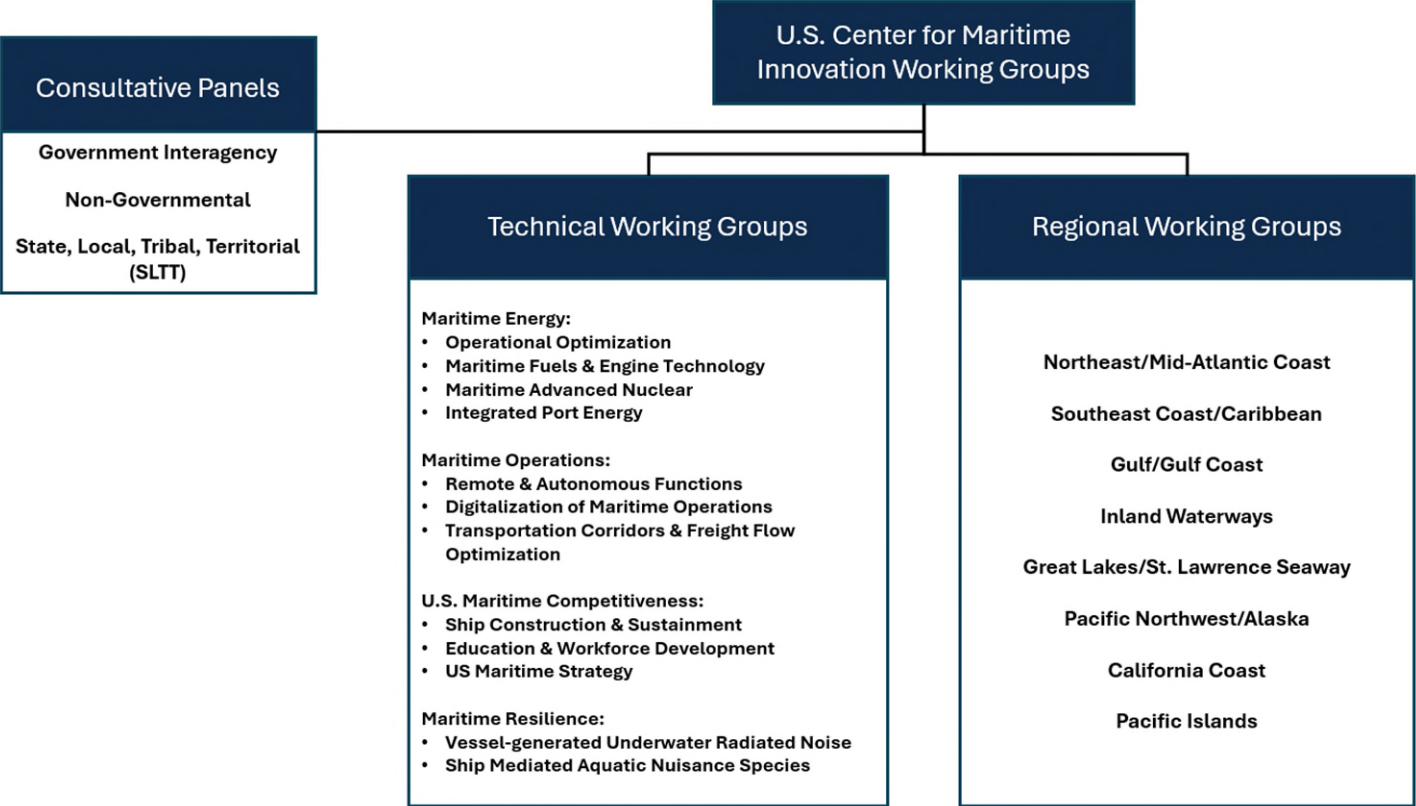 U.S. Center for Maritime
Innovation Working Groups
Consultative Panels
Government Interagency
Non-Governmental
State, Local, Tribal, Territorial
(SLTT)
Technical Working Groups
Maritime Energy:
• Operational Optimization
• Maritime Fuels & Engine Technology
• Maritime Advanced Nuclear
• Integrated Port Energy
Maritime Operations:
• Remote & Autonomous Functions
• Digitalization of Maritime Operations
• Transportation Corridors & Freight Flow
Optimization
U.S. Maritime Competitiveness:
• Ship Construction & Sustainment
• Education & Workforce Development
• US Maritime Strategy
Maritime Resilience:
• Vessel-generated Underwater Radiated Noise
• Ship Mediated Aquatic Nuisance Species
Regional Working Groups
Northeast/Mid-Atlantic Coast
Southeast Coast/Caribbean
Gulf/Gulf Coast
Inland Waterways
Great Lakes/St. Lawrence Seaway
Pacific Northwest/Alaska
California Coast
Pacific Islands